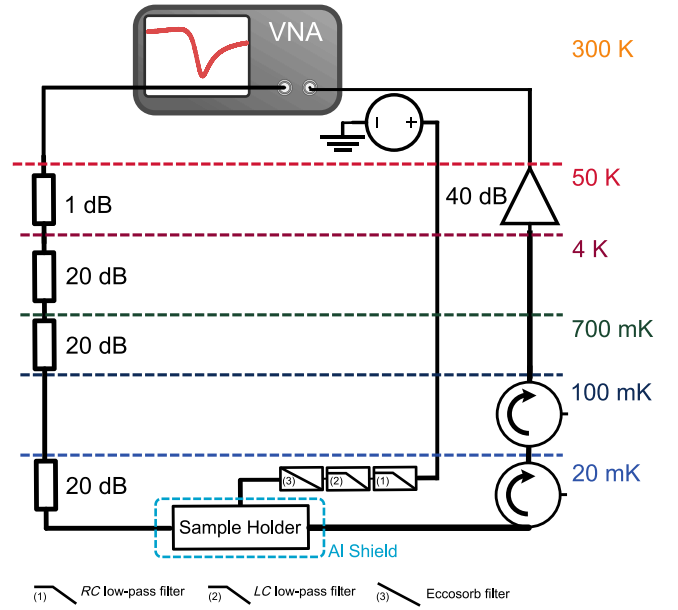 VNA
300 K
I +
50 K
1 dB
40 dB
4 K
20 dB
700 mK
20 dB
100 mK
20 mK
20 dB
(3) (2) (1)
Sample Holder
Al Shield
(1) RC low-pass filter (2) LC low-pass filter (3) Eccosorb filter